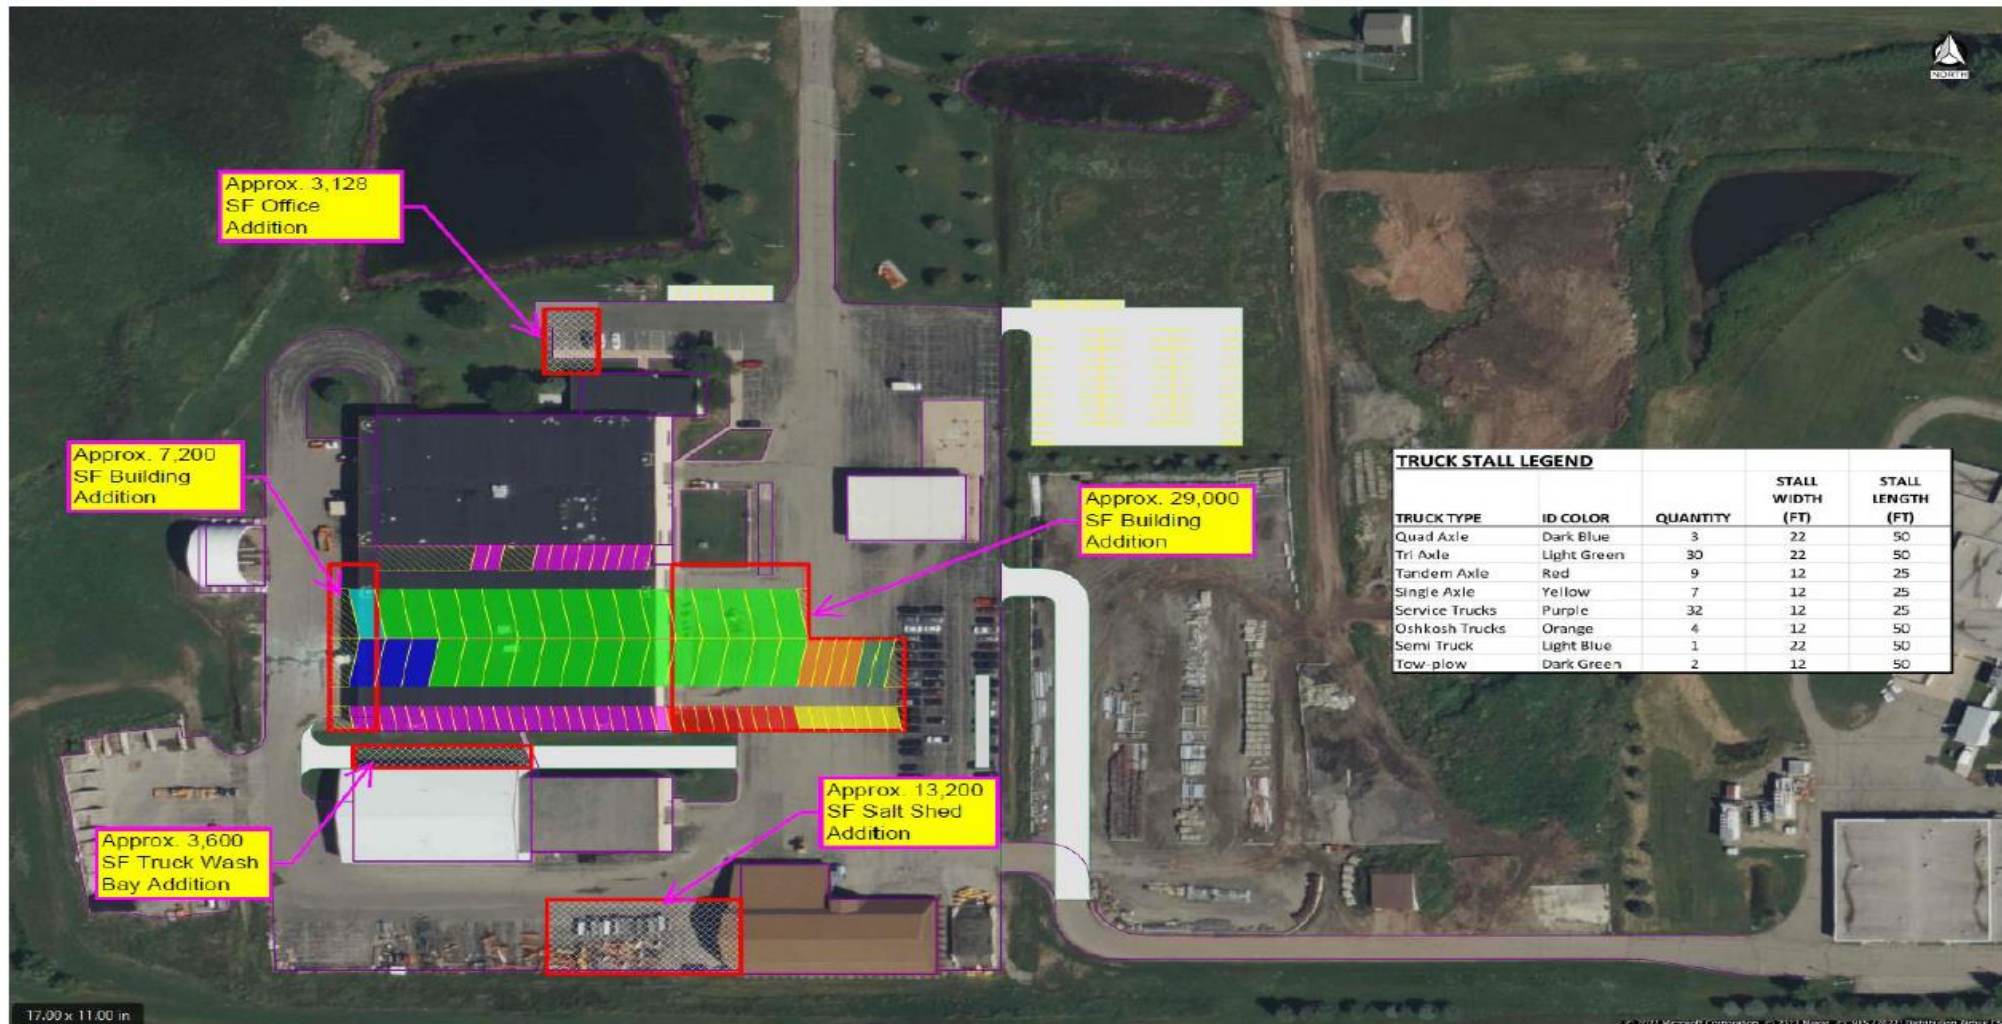 NORTH
Approx. 3,128
SF Office
Addition
Approx. 7,200
SF Building
Addition
Approx. 29,000
SF Building
Addition
TRUCK STALL LEGEND
TRUCK TYPE ID COLOR QUANTITY STALL WIDTH (FT) STALL LENGTH (FT)
Quad Axle Dark Blue 3 22 50
Tri Axle Light Green 30 22 50
Tandem Axle Red 9 12 25
Single Axle Yellow 7 12 25
Service Trucks Purple 32 12 25
Oshkosh Trucks Orange 4 12 50
Semi Truck Light Blue 1 22 50
Tow-plow Dark Green 2 12 50
Approx. 13,200
SF Salt Shed
Addition
Approx. 3,600
SF Truck Wash
Bay Addition
17.00 x 11.00 in